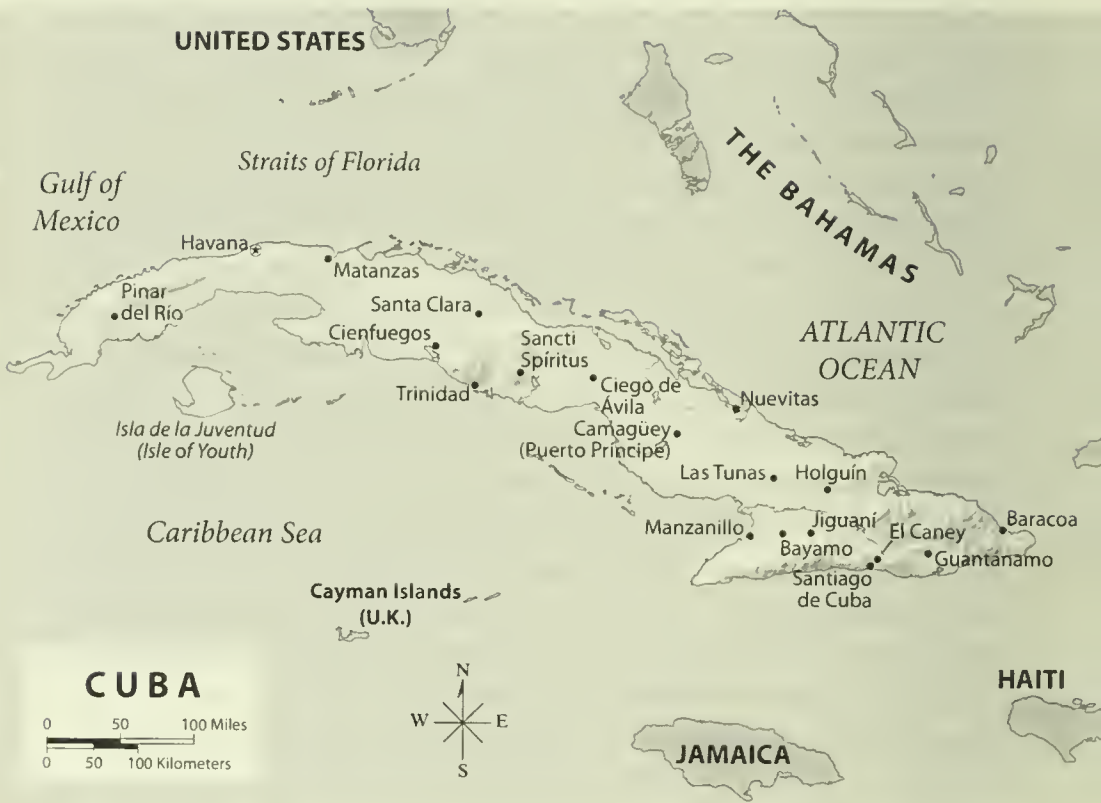 UNITED STATES
Straits of Florida
Gulf of
Mexico
THE BAHAMAS
Havana
Matanzas
Pinar
del Río
Santa Clara
Cienfuegos
Sancti
Spíritus
ATLANTIC
OCEAN
Trinidad
Ciego de
Ávila
Nuevitas
Isla de la Juventud
(Isle of Youth)
Camagüey
(Puerto Príncipe)
Las Tunas
Holguín
Caribbean Sea
Manzanillo
Jiguaní
Bayamo
El Caney
Baracoa
Guantánamo
Santiago
de Cuba
Cayman Islands
(U.K.)
CUBA
0 50 100 Miles
0 50 100 Kilometers
N
W E
S
JAMAICA
HAITI